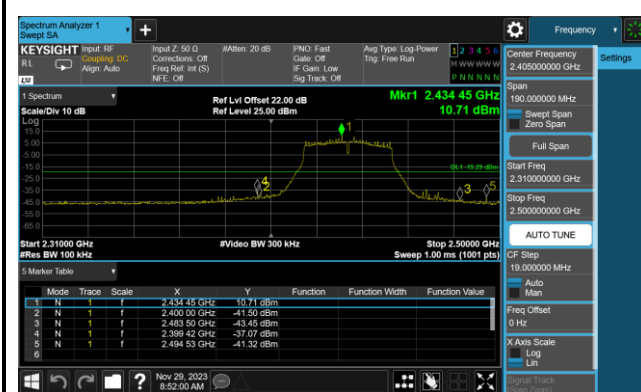 Spectrum Analyzer 1
Swept SA
+
Frequency
KEYSIGHT Input: RF
RL Coupling: DC
Align: Auto
LXI
Input Z: 50 Ω
Corrections: Off
Freq Ref: Int (S)
NFE: Off
#Atten: 20 dB
PNO: Fast
Gate: Off
IF Gain: Low
Sig Track: Off
Avg Type: Log-Power
Trig: Free Run
1 2 3 4 5 6
M W W W W W
P N N N N N
Center Frequency
2.405000000 GHz
Settings
Span
190.000000 MHz
Swept Span
Zero Span
Full Span
Start Freq
2.310000000 GHz
Stop Freq
2.500000000 GHz
AUTO TUNE
CF Step
19.000000 MHz
Auto
Man
Freq Offset
0 Hz
X Axis Scale
Log
Lin
Signal Track
(Span Zoom)
1 Spectrum
Scale/Div 10 dB
Log
Ref Lvl Offset 22.00 dB
Ref Level 25.00 dBm
Mkr1 2.434 45 GHz
10.71 dBm
15.0
5.00
-5.00
-15.0
-25.0
-35.0
-45.0
-55.0
-65.0
1
4
2
3
5
Start 2.31000 GHz
#Res BW 100 kHz
#Video BW 300 kHz
Stop 2.50000 GHz
Sweep 1.00 ms (1001 pts)
5 Marker Table
Mode Trace Scale X Y Function Function Width Function Value
1 N 1 f 2.434 45 GHz 10.71 dBm
2 N 1 f 2.400 00 GHz -41.50 dBm
3 N 1 f 2.483 50 GHz -43.45 dBm
4 N 1 f 2.399 42 GHz -37.07 dBm
5 N 1 f 2.494 53 GHz -41.32 dBm
6
?
Nov 29, 2023
8:52:00 AM